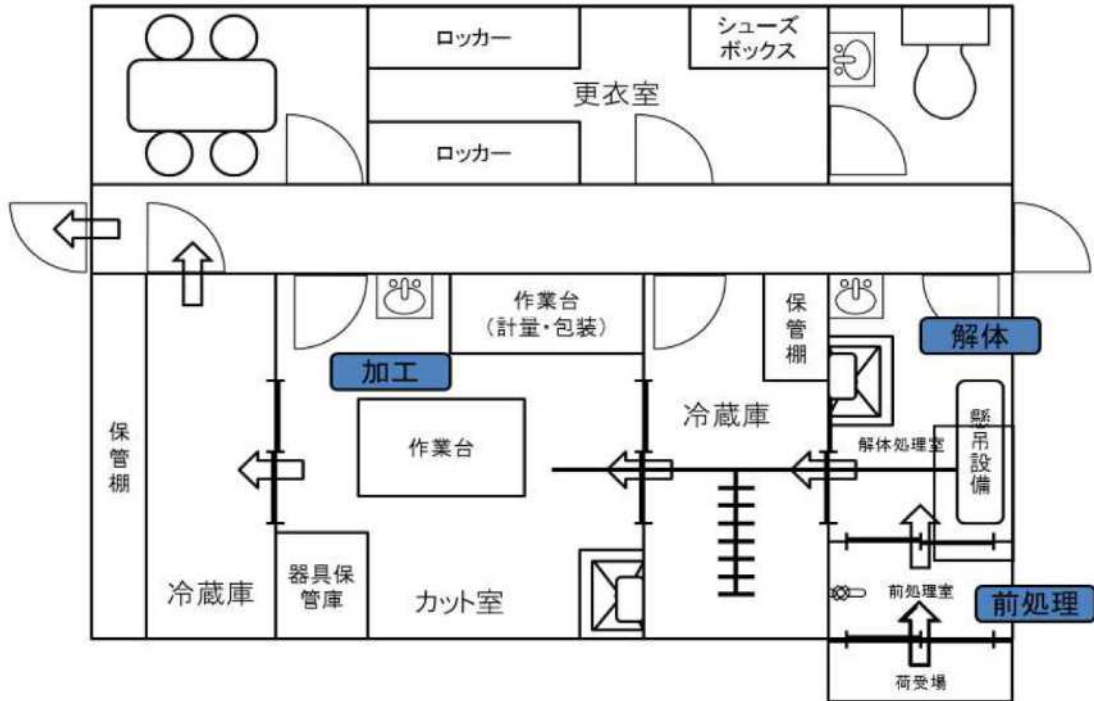 ロッカー
シューズ
ボックス
更衣室
ロッカー
作業台
(計量・包装)
保管棚
解体
加工
冷蔵庫
保管棚
作業台
解体処理室
懸吊設備
冷蔵庫
器具保
管庫
カット室
前処理室
前処理
荷受場